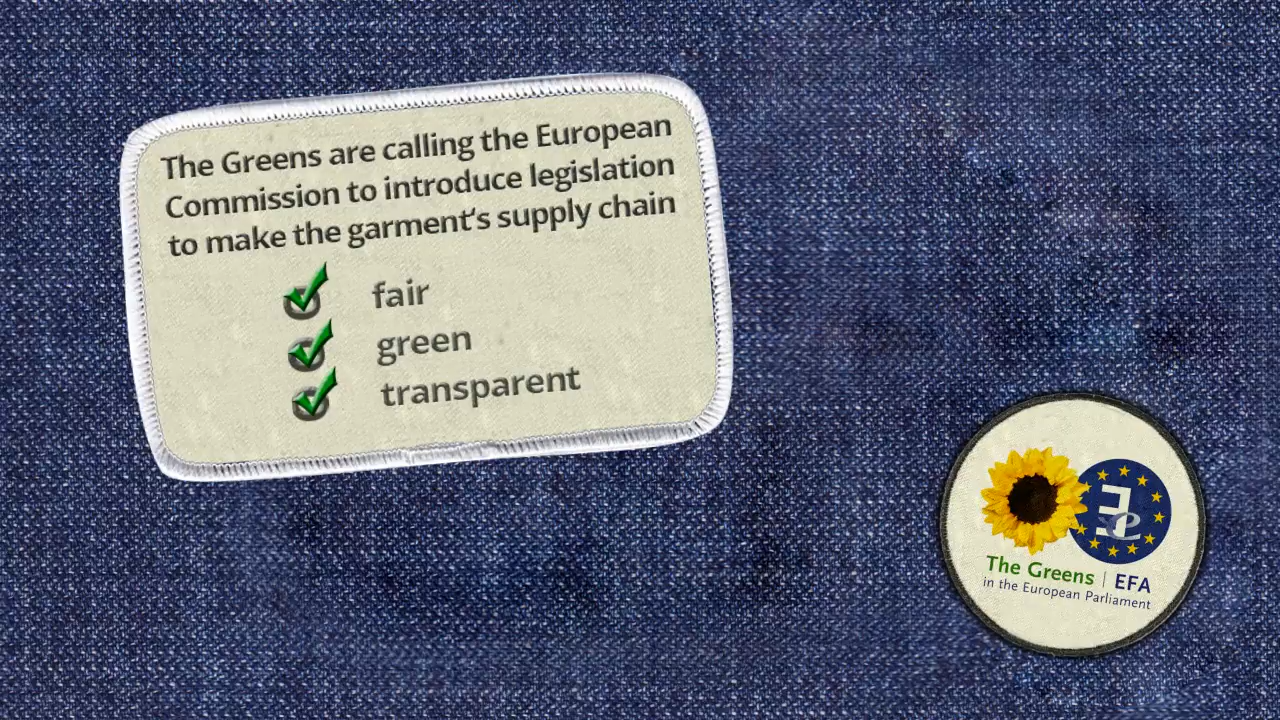 The Greens are calling the European
Commission to introduce legislation
to make the garment's supply chain
fair
green
transparent
The Greens | EFA
in the European Parliament